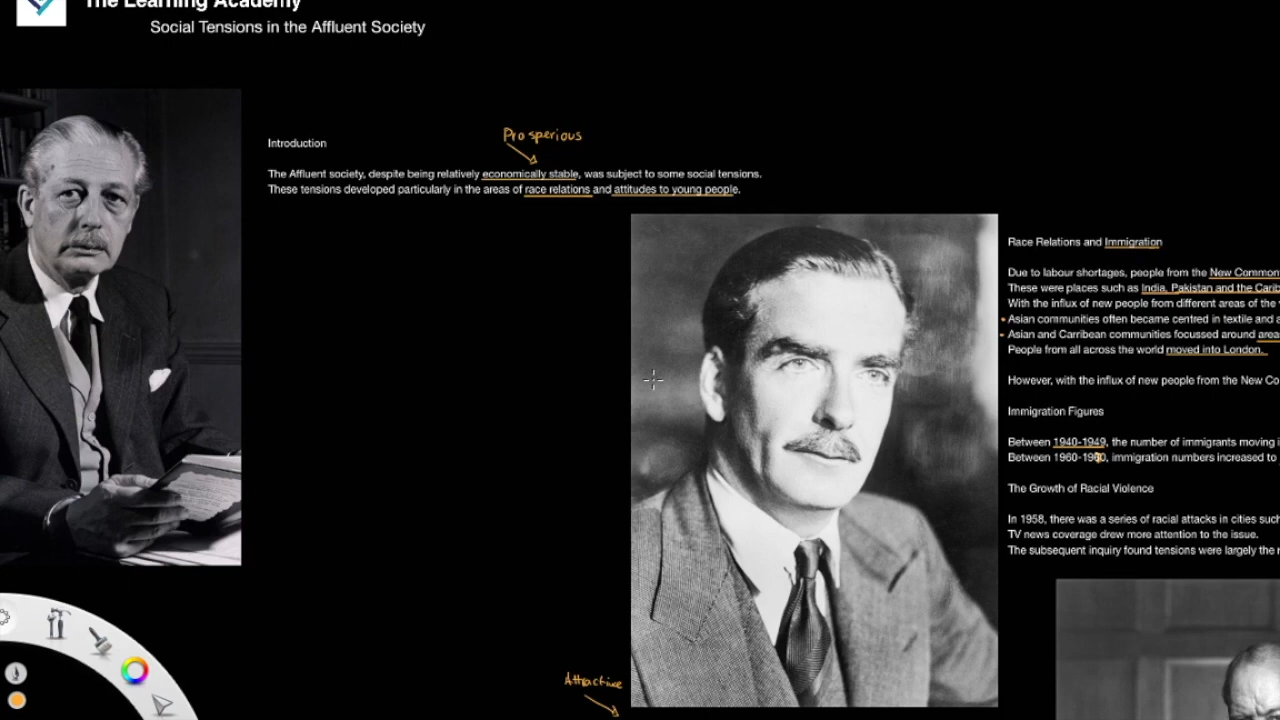 The Learning Academy
Social Tensions in the Affluent Society
Prosperious
Introduction
The Affluent society, despite being relatively economically stable, was subject to some social tensions.
These tensions developed particularly in the areas of race relations and attitudes to young people.
Race Relations and Immigration
Due to labour shortages, people from the New Common
These were places such as India, Pakistan and the Carib
With the influx of new people from different areas of the
Asian communities often became centred in textile and a
Asian and Carribean communities focussed around area
People from all across the world moved into London.
However, with the influx of new people from the New Co
Immigration Figures
Between 1940-1949, the number of immigrants moving i
Between 1960-19 0, immigration numbers increased to
The Growth of Racial Violence
In 1958, there was a series of racial attacks in cities such
TV news coverage drew more attention to the issue.
The subsequent inquiry found tensions were largely the
Attractive